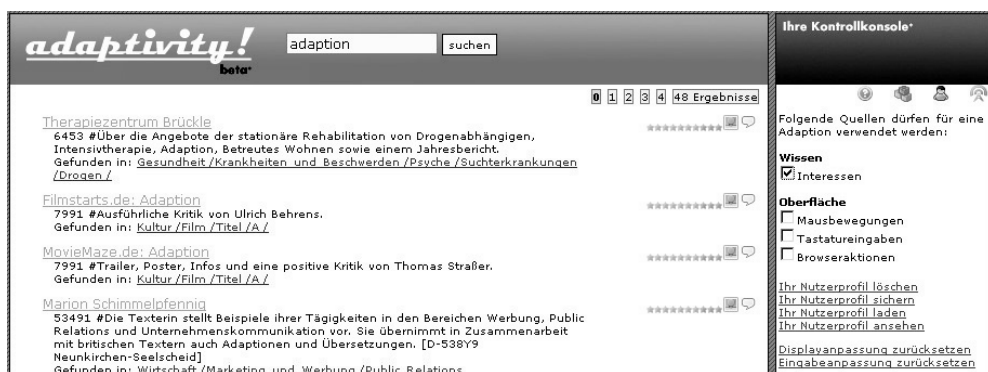 adaptivity!
beta*
adaption
suchen
0 1 2 3 4 48 Ergebnisse
Therapiezentrum Brückle
6453 #Über die Angebote der stationäre Rehabilitation von Drogenabhängigen,
Intensivtherapie, Adaption, Betreutes Wohnen sowie einem Jahresbericht.
Gefunden in: Gesundheit /Krankheiten und Beschwerden /Psyche /Suchterkrankungen
/Drogen /
Filmstarts.de: Adaption
7991 #Ausführliche Kritik von Ulrich Behrens.
Gefunden in: Kultur /Film /Titel /A /
MovieMaze.de: Adaption
7991 #Trailer, Poster, Infos und eine positive Kritik von Thomas Straßer.
Gefunden in: Kultur /Film /Titel /A /
Marion Schimmelpfennig
53491 #Die Texterin stellt Beispiele ihrer Tägigkeiten in den Bereichen Werbung, Public
Relations und Unternehmenskommunikation vor. Sie übernimmt in Zusammenarbeit
mit britischen Textern auch Adaptionen und Übersetzungen. [D-538Y9
Neunkirchen-Seelscheid]
Gefunden in: Wirtschaft /Marketing und Werbung /Public Relations
Ihre Kontrollkonsole*
Folgende Quellen dürfen für eine
Adaption verwendet werden:
Wissen
Interessen
Oberfläche
Mausbewegungen
Tastatureingaben
Browseraktionen
Ihr Nutzerprofil löschen
Ihr Nutzerprofil sichern
Ihr Nutzerprofil laden
Ihr Nutzerprofil ansehen
Displayanpassung zurücksetzen
Eingabeanpassung zurücksetzen